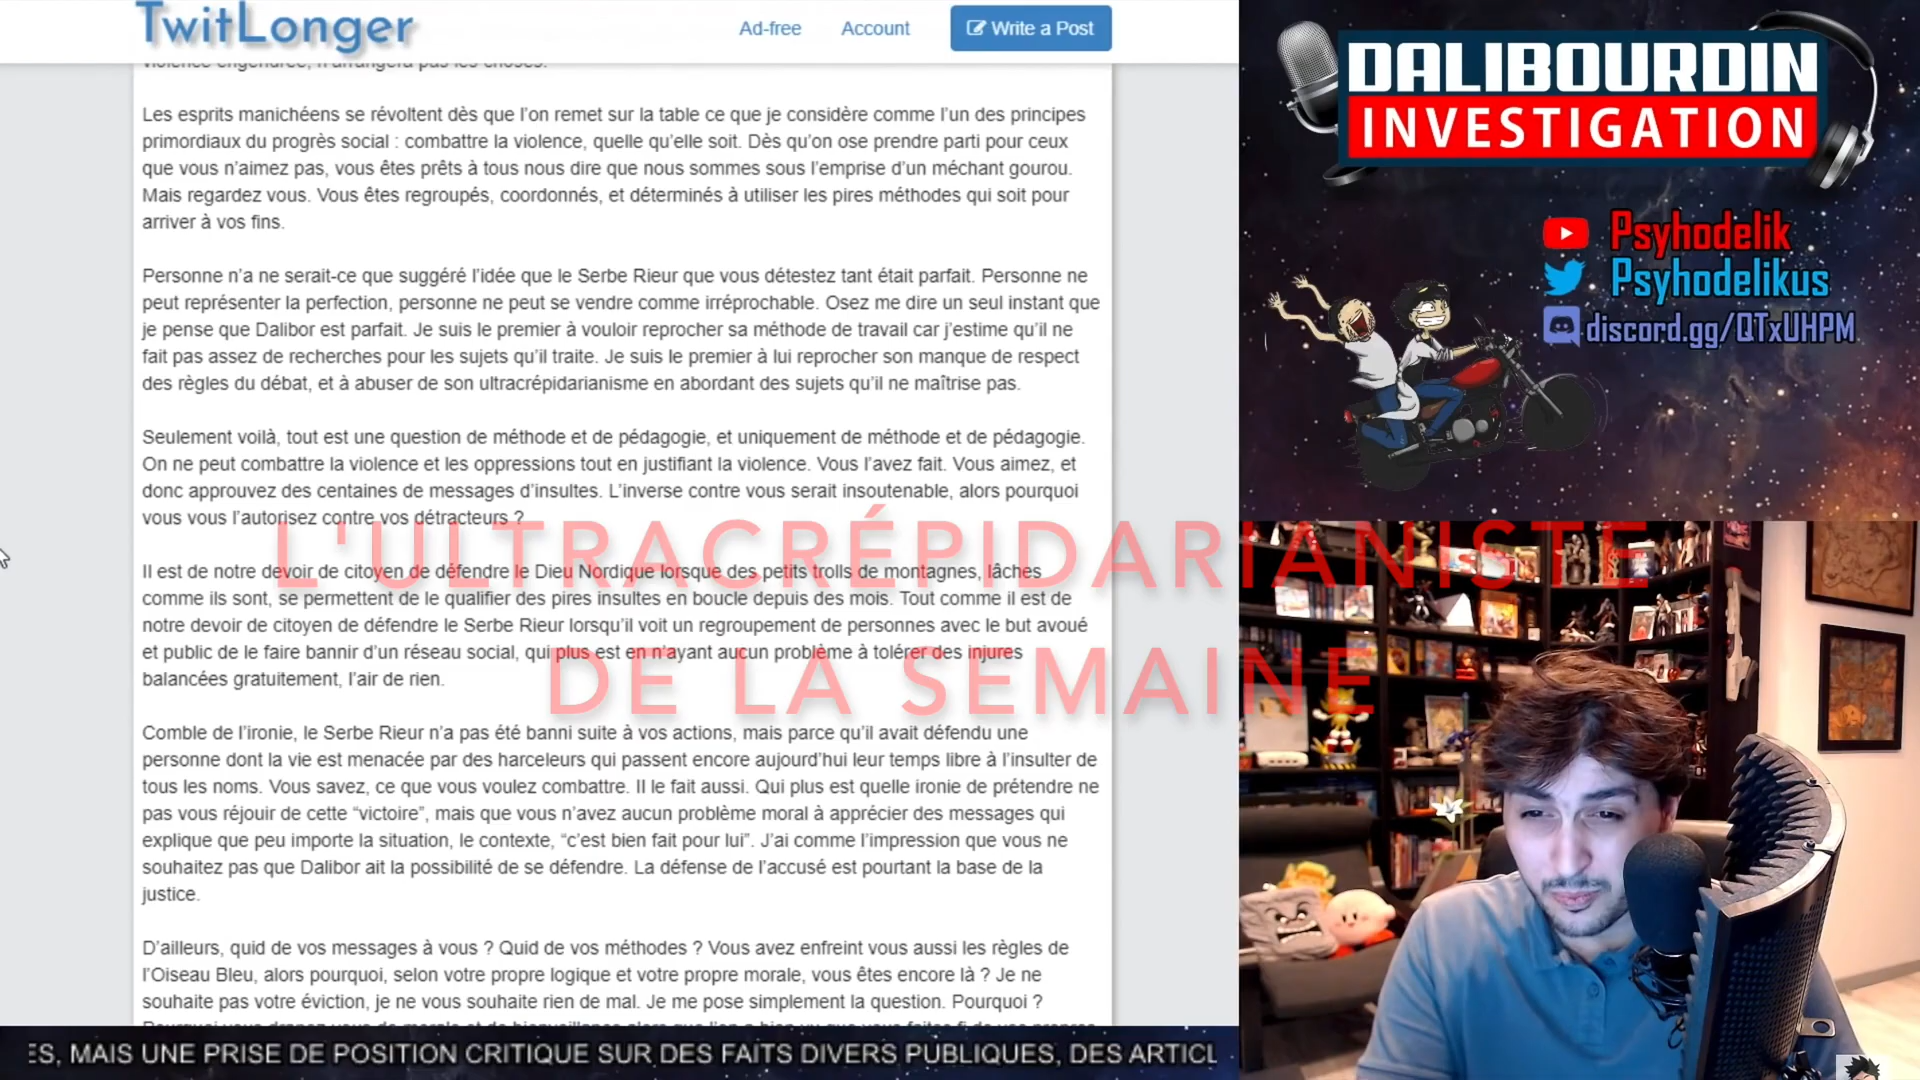 TwitLonger
Ad-free
Account
Write a Post
violence engendrée, n'arrangera pas les choses.
Les esprits manichéens se révoltent dès que l'on remet sur la table ce que je considère comme l'un des principes
primordiaux du progrès social : combattre la violence, quelle qu'elle soit. Dès qu'on ose prendre parti pour ceux
que vous n'aimez pas, vous êtes prêts à tous nous dire que nous sommes sous l'emprise d'un méchant gourou.
Mais regardez vous. Vous êtes regroupés, coordonnés, et déterminés à utiliser les pires méthodes qui soit pour
arriver à vos fins.
Personne n'a ne serait-ce que suggéré l'idée que le Serbe Rieur que vous détestez tant était parfait. Personne ne
peut représenter la perfection, personne ne peut se vendre comme irréprochable. Osez me dire un seul instant que
je pense que Dalibor est parfait. Je suis le premier à vouloir reprocher sa méthode de travail car j'estime qu'il ne
fait pas assez de recherches pour les sujets qu'il traite. Je suis le premier à lui reprocher son manque de respect
des règles du débat, et à abuser de son ultracrépidarianisme en abordant des sujets qu'il ne maîtrise pas.
Seulement voilà, tout est une question de méthode et de pédagogie, et uniquement de méthode et de pédagogie.
On ne peut combattre la violence et les oppressions tout en justifiant la violence. Vous l'avez fait. Vous aimez, et
donc approuvez des centaines de messages d'insultes. L'inverse contre vous serait insoutenable, alors pourquoi
vous vous l'autorisez contre vos détracteurs ?
Il est de notre devoir de citoyen de défendre le Dieu Nordique lorsque des petits trolls de montagnes, lâches
comme ils sont, se permettent de le qualifier des pires insultes en boucle depuis des mois. Tout comme il est de
notre devoir de citoyen de défendre le Serbe Rieur lorsqu'il voit un regroupement de personnes avec le but avoué
et public de le faire bannir d'un réseau social, qui plus est en n'ayant aucun problème à tolérer des injures
balancées gratuitement, l'air de rien.
Comble de l'ironie, le Serbe Rieur n'a pas été banni suite à vos actions, mais parce qu'il avait défendu une
personne dont la vie est menacée par des harceleurs qui passent encore aujourd'hui leur temps libre à l'insulter de
tous les noms. Vous savez, ce que vous voulez combattre. Il le fait aussi. Qui plus est quelle ironie de prétendre ne
pas vous réjouir de cette “victoire”, mais que vous n'avez aucun problème moral à apprécier des messages qui
explique que peu importe la situation, le contexte, “c'est bien fait pour lui”. J'ai comme l'impression que vous ne
souhaitez pas que Dalibor ait la possibilité de se défendre. La défense de l'accusé est pourtant la base de la
justice.
D'ailleurs, quid de vos messages à vous ? Quid de vos méthodes ? Vous avez enfreint vous aussi les règles de
l'Oiseau Bleu, alors pourquoi, selon votre propre logique et votre propre morale, vous êtes encore là ? Je ne
souhaite pas votre éviction, je ne vous souhaite rien de mal. Je me pose simplement la question. Pourquoi ?
L'ULTRACRÉPIDARIANISTE
DE LA SEMAINE
DALIBOURDIN
INVESTIGATION
Psyhodelik
Psyhodelikus
discord.gg/QTxUHPM
ES, MAIS UNE PRISE DE POSITION CRITIQUE SUR DES FAITS DIVERS PUBLIQUES, DES ARTICL